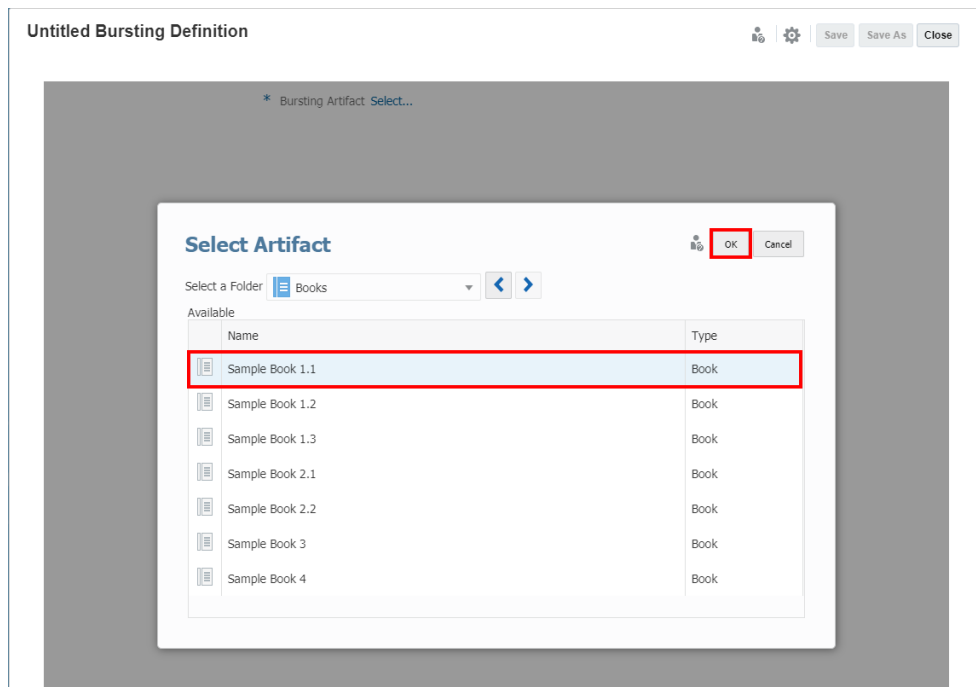 Untitled Bursting Definition Save Save As Close
* Bursting Artifact Select...
Select Artifact OK Cancel
Select a Folder Books
Available
Name Type
Sample Book 1.1 Book
Sample Book 1.2 Book
Sample Book 1.3 Book
Sample Book 2.1 Book
Sample Book 2.2 Book
Sample Book 3 Book
Sample Book 4 Book